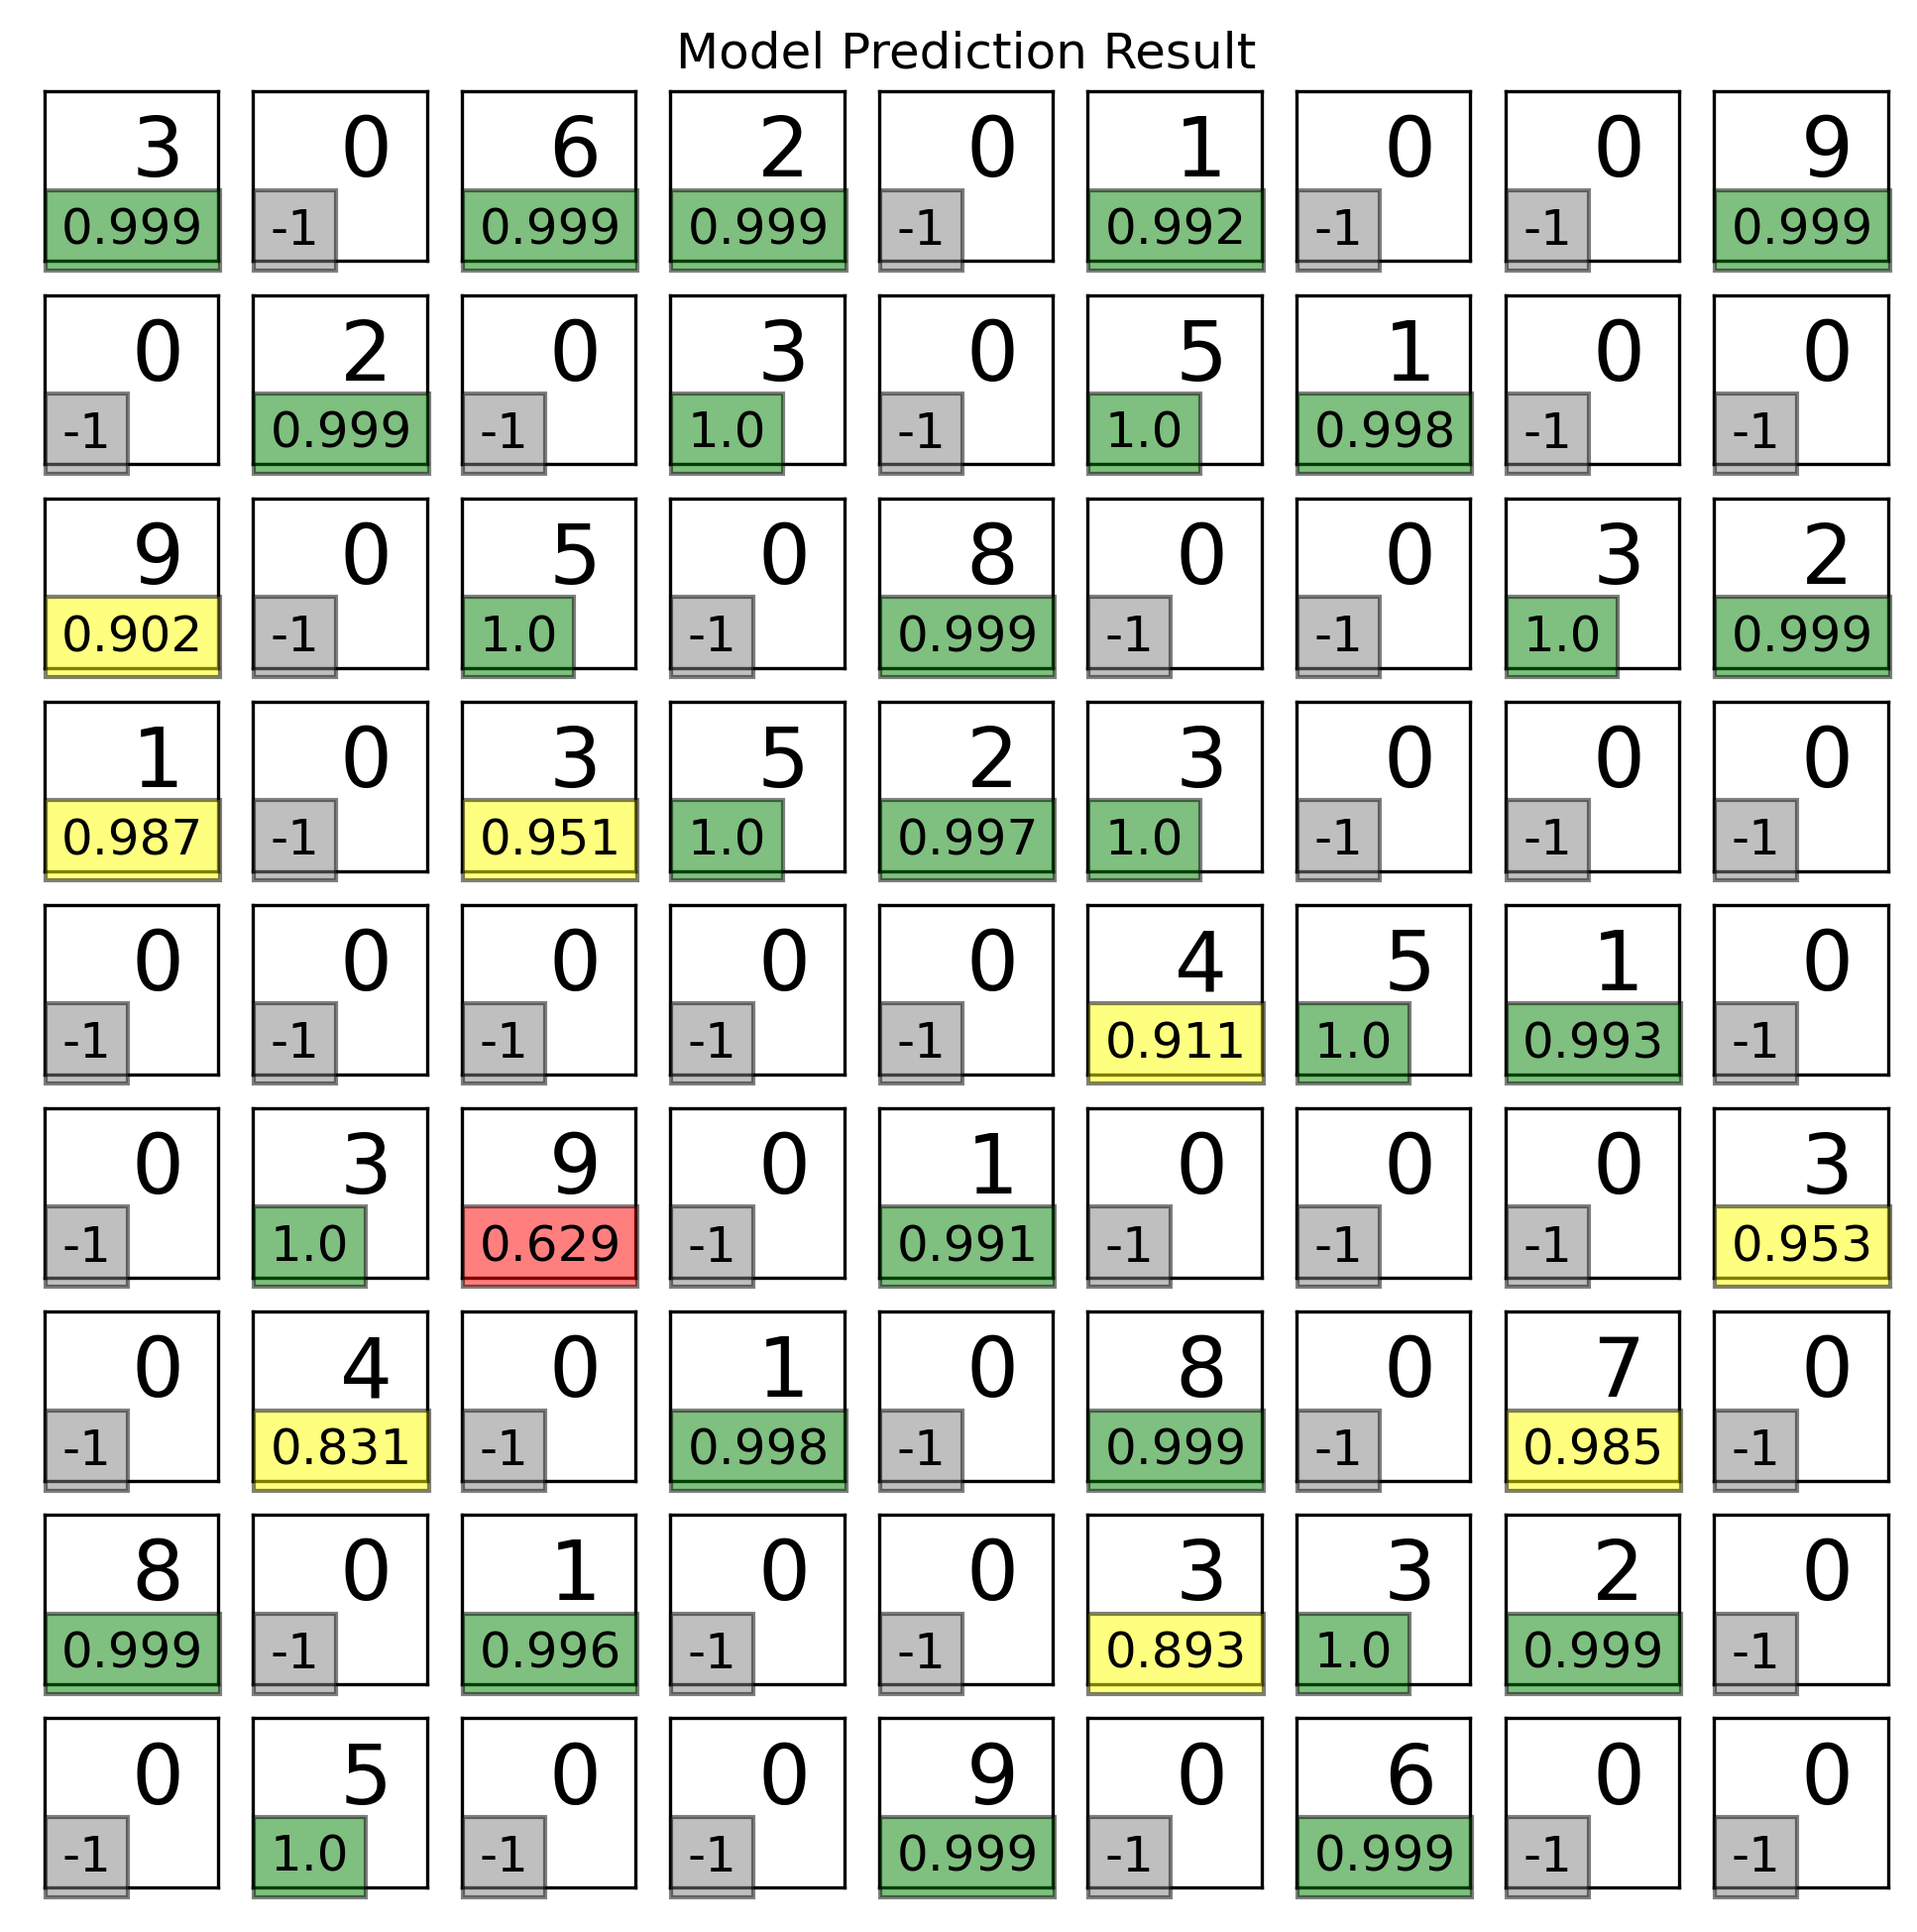 Model Prediction Result
3 0 6 2 0 1 0 0 9
0.999 -1 0.999 0.999 -1 0.992 -1 -1 0.999
0 2 0 3 0 5 1 0 0
-1 0.999 -1 1.0 -1 1.0 0.998 -1 -1
9 0 5 0 8 0 0 3 2
0.902 -1 1.0 -1 0.999 -1 -1 1.0 0.999
1 0 3 5 2 3 0 0 0
0.987 -1 0.951 1.0 0.997 1.0 -1 -1 -1
0 0 0 0 0 4 5 1 0
-1 -1 -1 -1 -1 0.911 1.0 0.993 -1
0 3 9 0 1 0 0 0 3
-1 1.0 0.629 -1 0.991 -1 -1 -1 0.953
0 4 0 1 0 8 0 7 0
-1 0.831 -1 0.998 -1 0.999 -1 0.985 -1
8 0 1 0 0 3 3 2 0
0.999 -1 0.996 -1 -1 0.893 1.0 0.999 -1
0 5 0 0 9 0 6 0 0
-1 1.0 -1 -1 0.999 -1 0.999 -1 -1